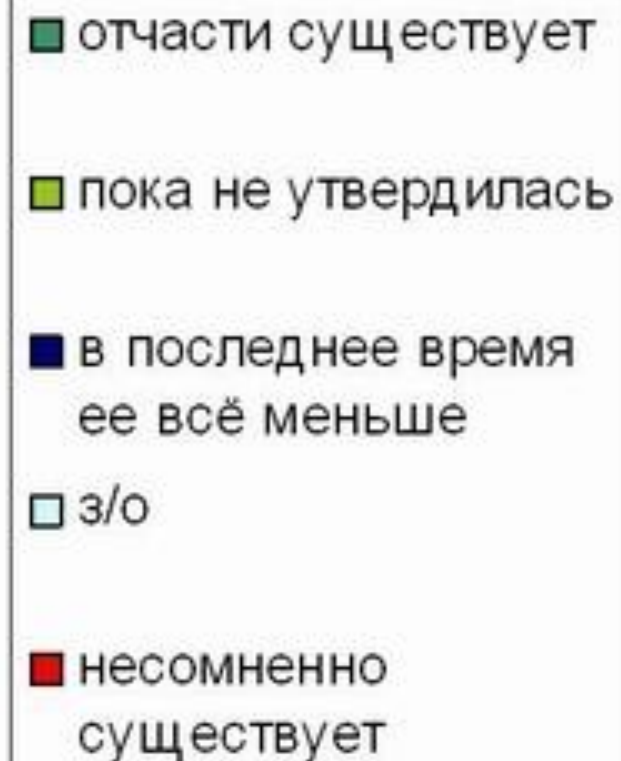 отчасти существует
пока не утвердилась
в последнее время
ее всё меньше
з/о
несомненно
существует